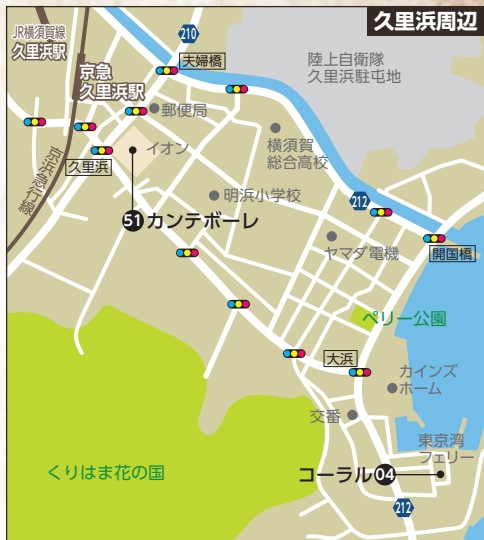 久里浜周辺
JR横須賀線
久里浜駅
210
夫婦橋
陸上自衛隊
久里浜駐屯地
京急
久里浜駅
郵便局
横須賀
総合高校
イオン
久里浜
京浜急行線
明浜小学校
212
51 カンテボーレ
ヤマダ電機
開国橋
ペリー公園
大浜
カインズ
ホーム
交番
東京湾
フェリー
くりはま花の国
コーラル 04
212